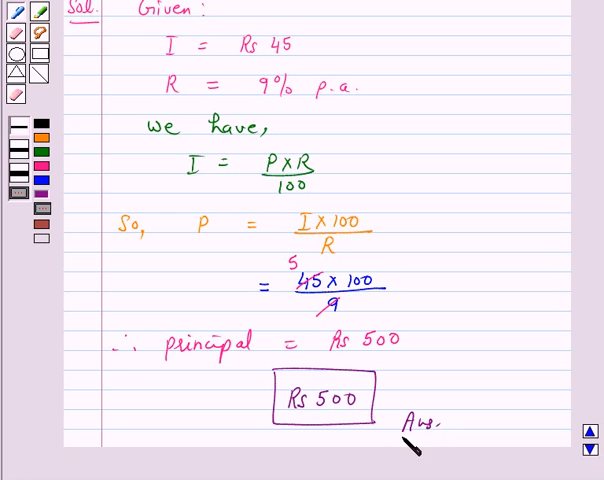 Sol. Given :
I = Rs 45
R = 9% p.a.
We have,
I = P × R / 100
So, P = I × 100 / R
5
= 45 × 100 / 9
∴ principal = Rs 500
Rs 500
Ans.